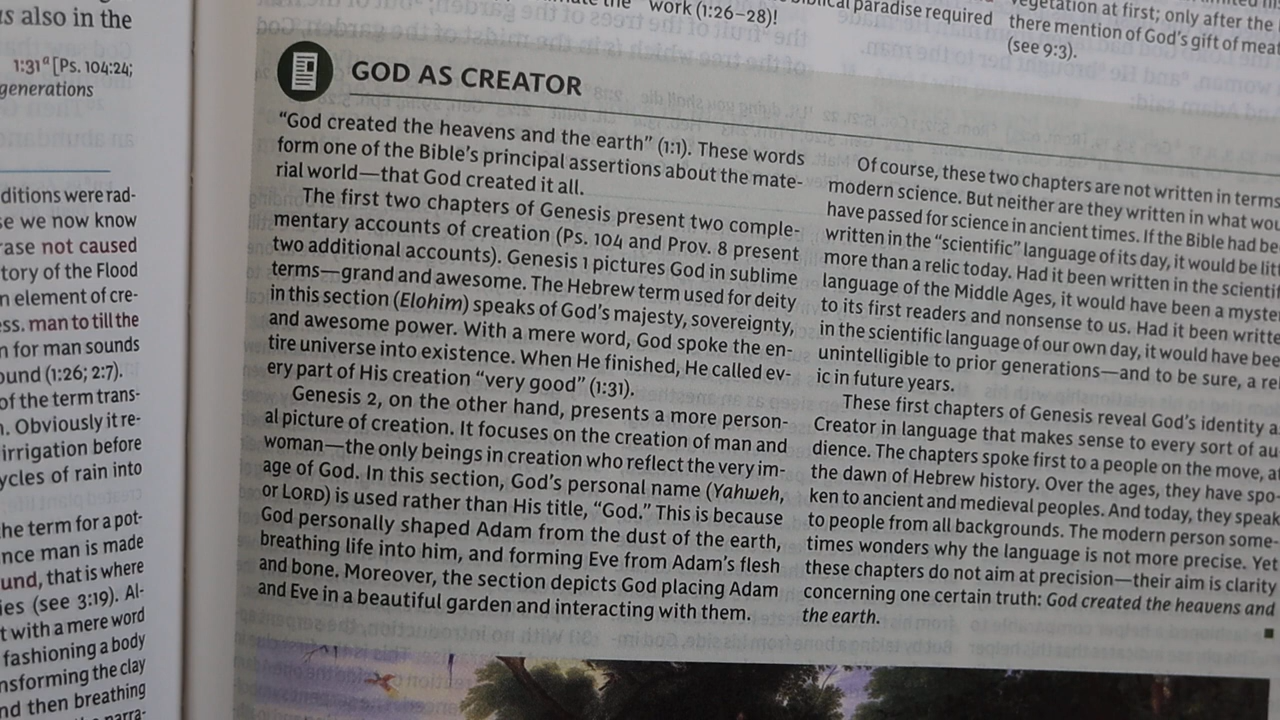 as also in the
1:31ª [Ps. 104:24;
generations
ditions were rad-
se we now know
rase not caused
tory of the Flood
n element of cre-
ess. man to till the
n for man sounds
ound (1:26; 2:7).
of the term trans-
n. Obviously it re-
irrigation before
ycles of rain into
he term for a pot-
nce man is made
und, that is where
ies (see 3:19). Al-
t with a mere word
fashioning a body
nsforming the clay
nd then breathing
work (1:26–28)!
biblical paradise required
vegetation at first; only after the
there mention of God's gift of meat
(see 9:3).
GOD AS CREATOR
“God created the heavens and the earth” (1:1). These words
form one of the Bible’s principal assertions about the mate-
rial world—that God created it all.
The first two chapters of Genesis present two comple-
mentary accounts of creation (Ps. 104 and Prov. 8 present
two additional accounts). Genesis 1 pictures God in sublime
terms—grand and awesome. The Hebrew term used for deity
in this section (Elohim) speaks of God’s majesty, sovereignty,
and awesome power. With a mere word, God spoke the en-
tire universe into existence. When He finished, He called ev-
ery part of His creation “very good” (1:31).
Genesis 2, on the other hand, presents a more person-
al picture of creation. It focuses on the creation of man and
woman—the only beings in creation who reflect the very im-
age of God. In this section, God’s personal name (Yahweh,
or LORD) is used rather than His title, “God.” This is because
God personally shaped Adam from the dust of the earth,
breathing life into him, and forming Eve from Adam’s flesh
and bone. Moreover, the section depicts God placing Adam
and Eve in a beautiful garden and interacting with them.
Of course, these two chapters are not written in terms
modern science. But neither are they written in what wou
have passed for science in ancient times. If the Bible had be
written in the “scientific” language of its day, it would be litt
more than a relic today. Had it been written in the scientif
language of the Middle Ages, it would have been a myster
to its first readers and nonsense to us. Had it been writte
in the scientific language of our own day, it would have bee
unintelligible to prior generations—and to be sure, a rel
ic in future years.
These first chapters of Genesis reveal God’s identity a
Creator in language that makes sense to every sort of au-
dience. The chapters spoke first to a people on the move, at
the dawn of Hebrew history. Over the ages, they have spo-
ken to ancient and medieval peoples. And today, they speak
to people from all backgrounds. The modern person some-
times wonders why the language is not more precise. Yet
these chapters do not aim at precision—their aim is clarity
concerning one certain truth: God created the heavens and
the earth.